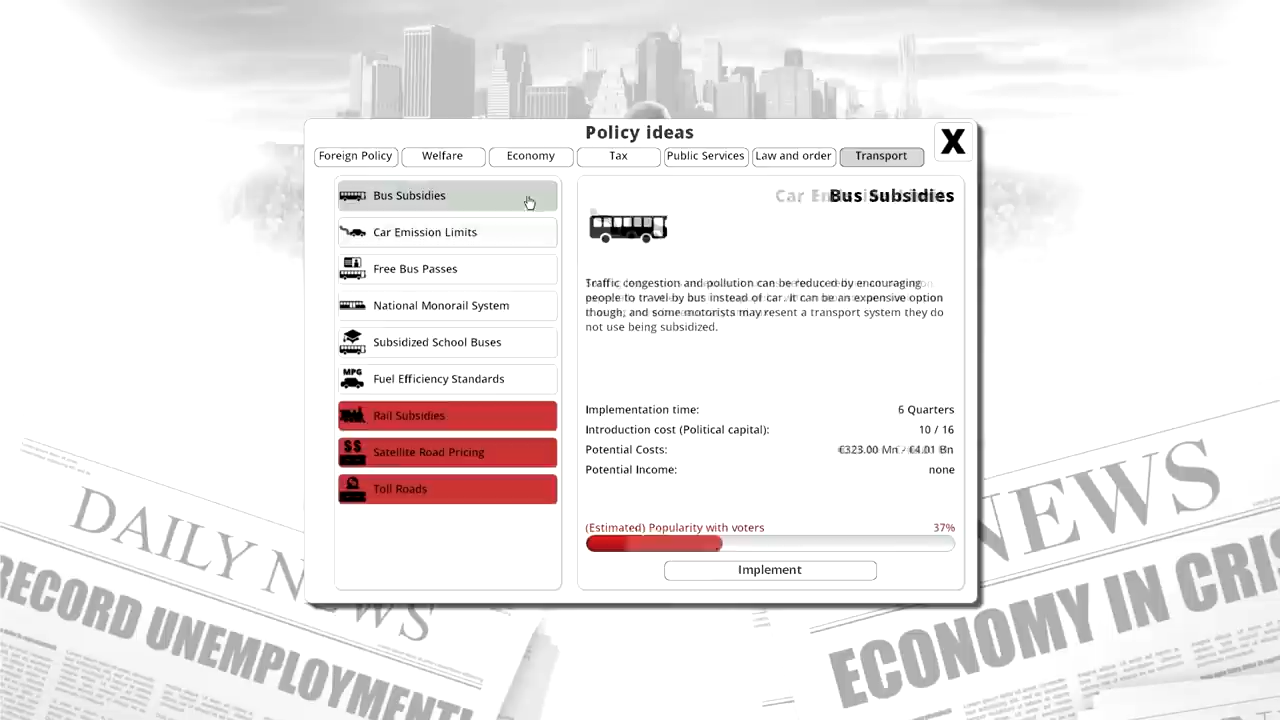 Policy ideas
X
Foreign Policy
Welfare
Economy
Tax
Public Services
Law and order
Transport
Bus Subsidies
Car Emission Limits
Free Bus Passes
National Monorail System
Subsidized School Buses
MPG
Fuel Efficiency Standards
Rail Subsidies
$$
Satellite Road Pricing
Toll Roads
Bus Subsidies
Traffic congestion and pollution can be reduced by encouraging
people to travel by bus instead of car. It can be an expensive option
though, and some motorists may resent a transport system they do
not use being subsidized.
Implementation time: 6 Quarters
Introduction cost (Political capital): 10 / 16
Potential Costs: €323.00 Mn - €4.01 Bn
Potential Income: none
(Estimated) Popularity with voters 37%
Implement
DAILY NEWS
RECORD UNEMPLOYMENT!
NEWS
ECONOMY IN CRIS